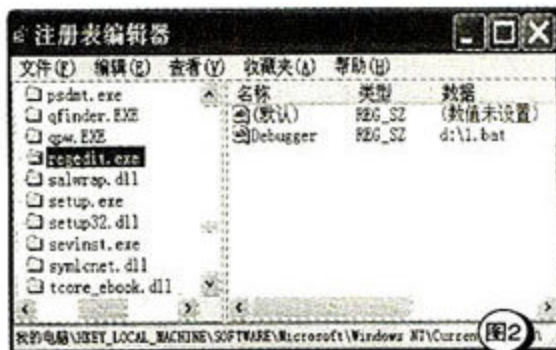 注册表编辑器
文件(F) 编辑(E) 查看(V) 收藏夹(A) 帮助(H)
psdmt.exe
qfinder.EXE
qpw.EXE
regedit.exe
salwrap.dll
setup.exe
setup32.dll
sevinst.exe
symlcnet.dll
tcore_ebook.dll
名称 类型 数据
(默认) REG_SZ (数值未设置)
Debugger REG_SZ d:\1.bat
我的电脑\HKEY_LOCAL_MACHINE\SOFTWARE\Microsoft\Windows NT\Curren
图2